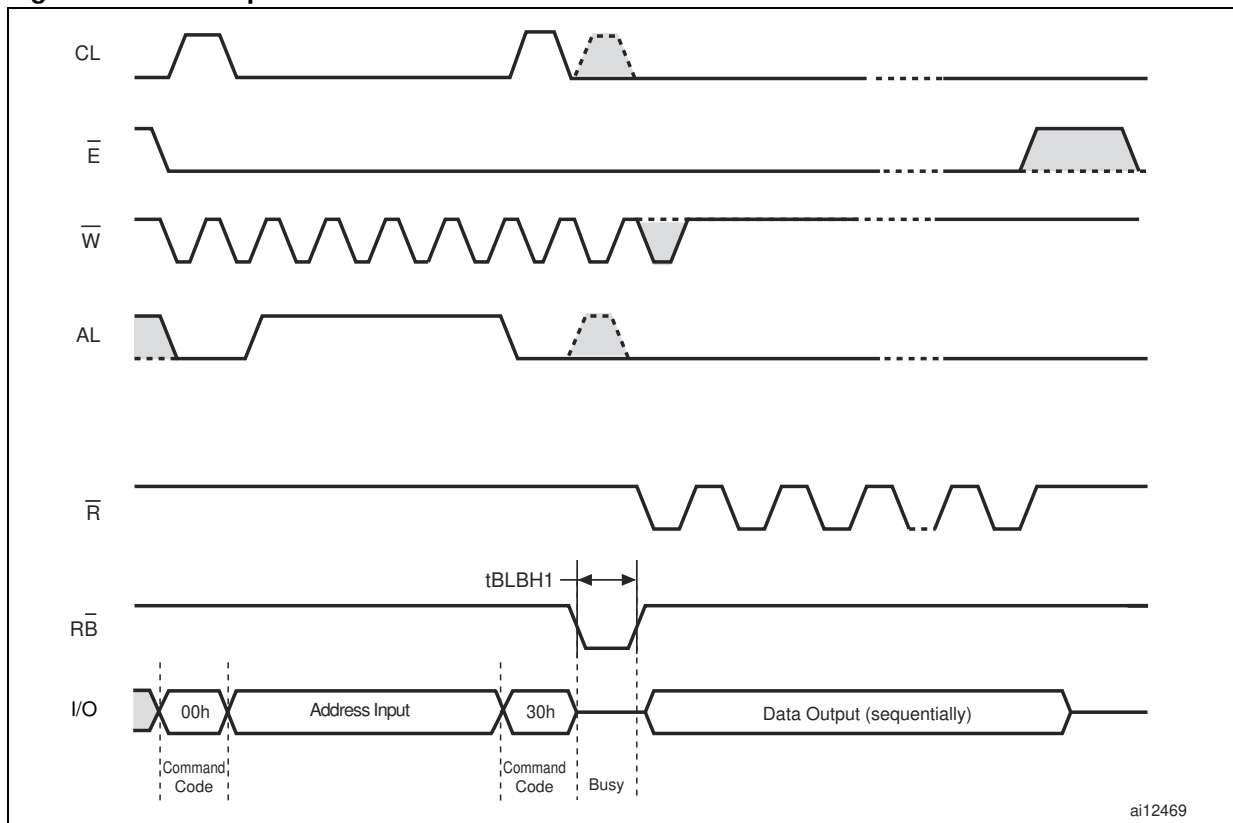 CL
E̅
W̅
AL
R̅
tBLBH1
RB̅
I/O
00h
Address Input
30h
Data Output (sequentially)
Command
Code
Command
Code
Busy
ai12469